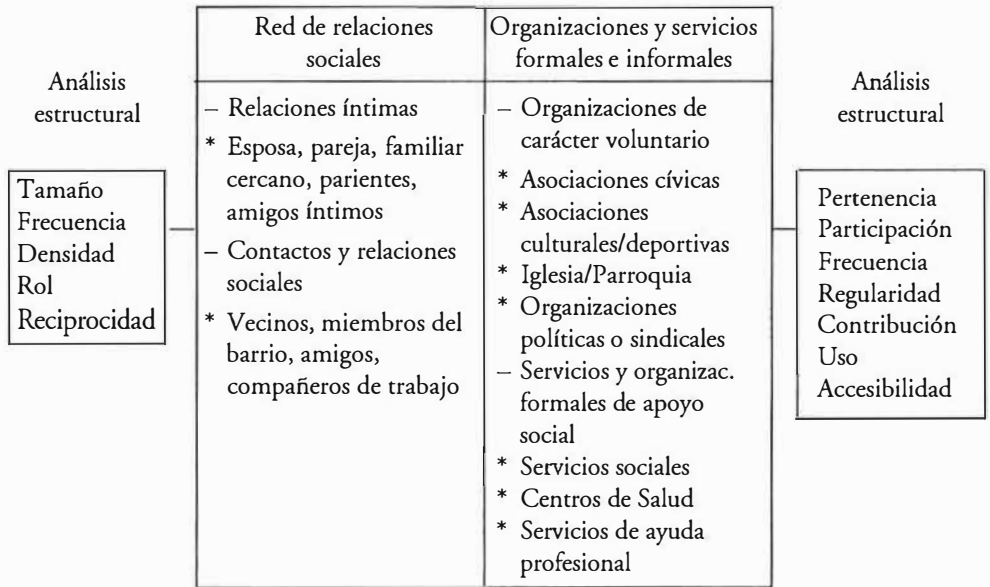 Análisis
estructural
Tamaño
Frecuencia
Densidad
Rol
Reciprocidad
Red de relaciones
sociales
– Relaciones íntimas
* Esposa, pareja, familiar
cercano, parientes,
amigos íntimos
– Contactos y relaciones
sociales
* Vecinos, miembros del
barrio, amigos,
compañeros de trabajo
Organizaciones y servicios
formales e informales
– Organizaciones de
carácter voluntario
* Asociaciones cívicas
* Asociaciones
culturales/deportivas
* Iglesia/Parroquia
* Organizaciones
políticas o sindicales
– Servicios y organizac.
formales de apoyo
social
* Servicios sociales
* Centros de Salud
* Servicios de ayuda
profesional
Análisis
estructural
Pertenencia
Participación
Frecuencia
Regularidad
Contribución
Uso
Accesibilidad